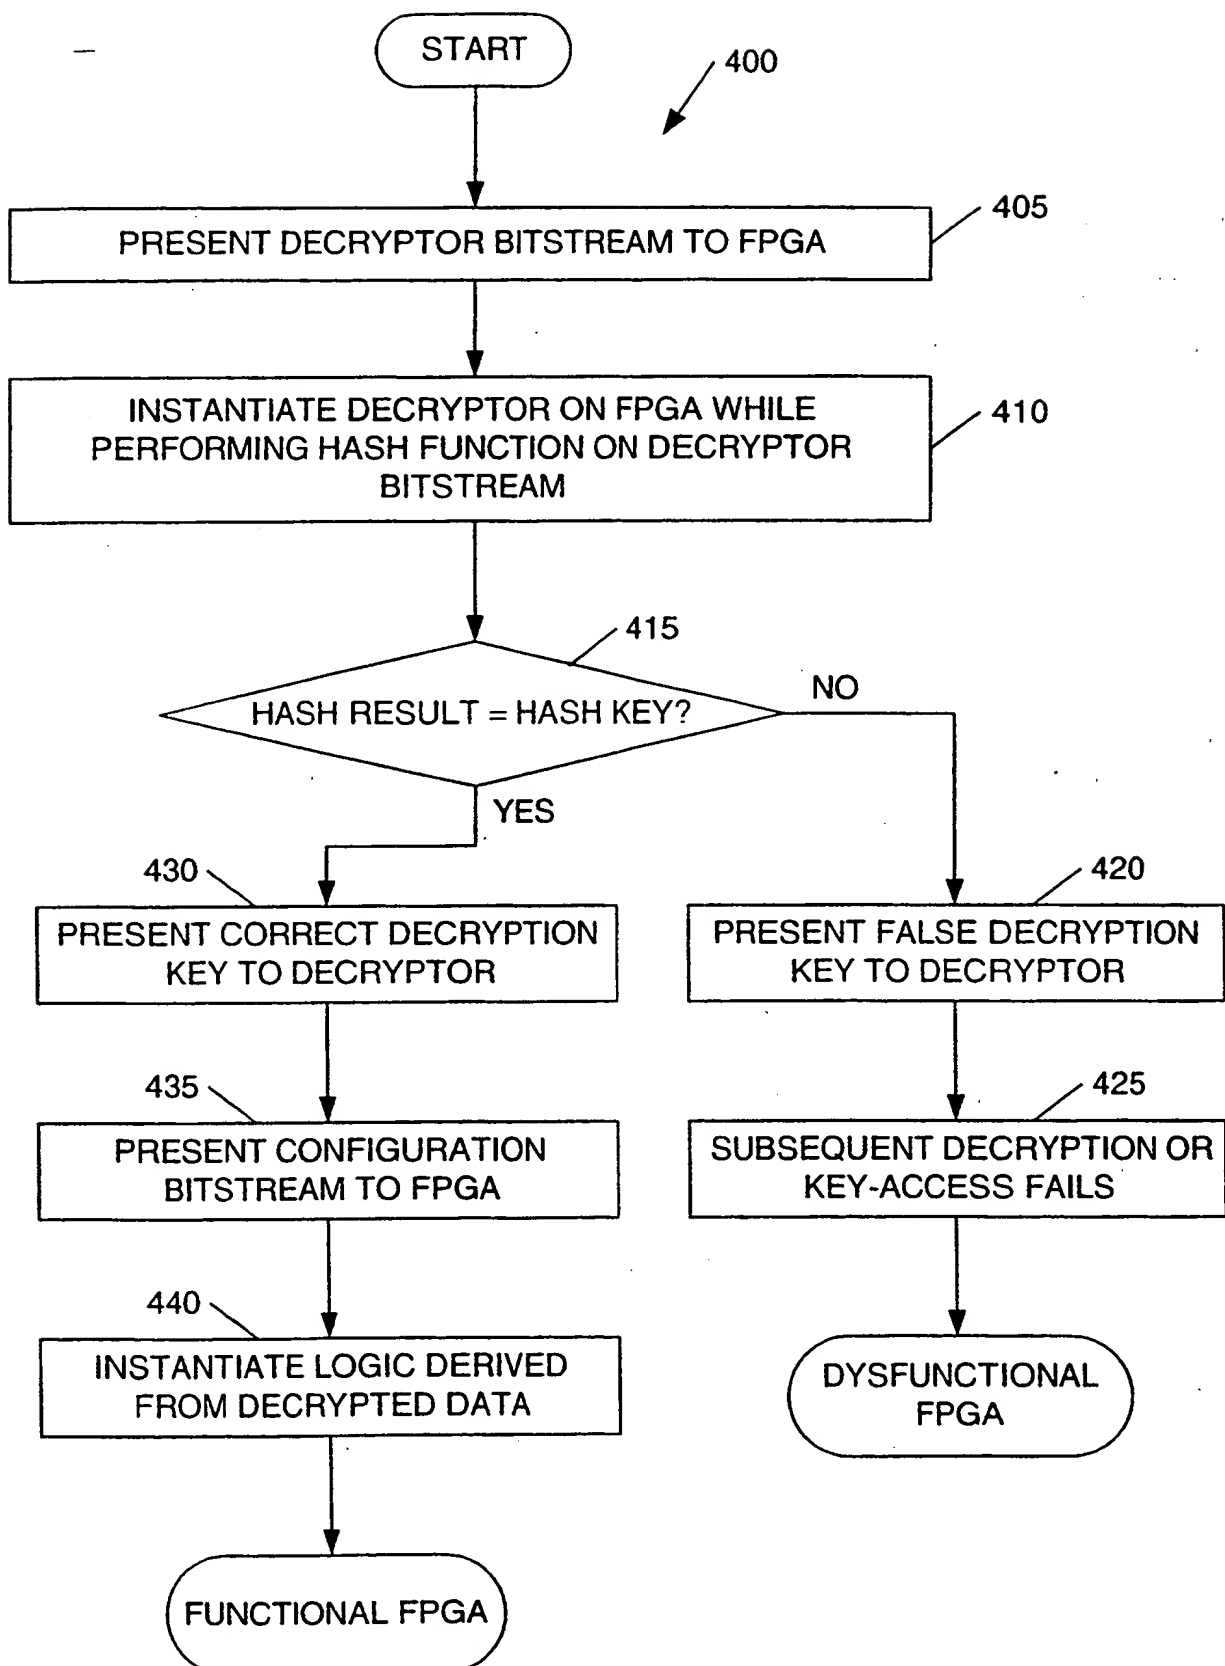 START
400
405
PRESENT DECRYPTOR BITSTREAM TO FPGA
INSTANTIATE DECRYPTOR ON FPGA WHILE
PERFORMING HASH FUNCTION ON DECRYPTOR
BITSTREAM
410
415
HASH RESULT = HASH KEY?
NO
YES
430
PRESENT CORRECT DECRYPTION
KEY TO DECRYPTOR
420
PRESENT FALSE DECRYPTION
KEY TO DECRYPTOR
435
PRESENT CONFIGURATION
BITSTREAM TO FPGA
425
SUBSEQUENT DECRYPTION OR
KEY-ACCESS FAILS
440
INSTANTIATE LOGIC DERIVED
FROM DECRYPTED DATA
DYSFUNCTIONAL
FPGA
FUNCTIONAL FPGA